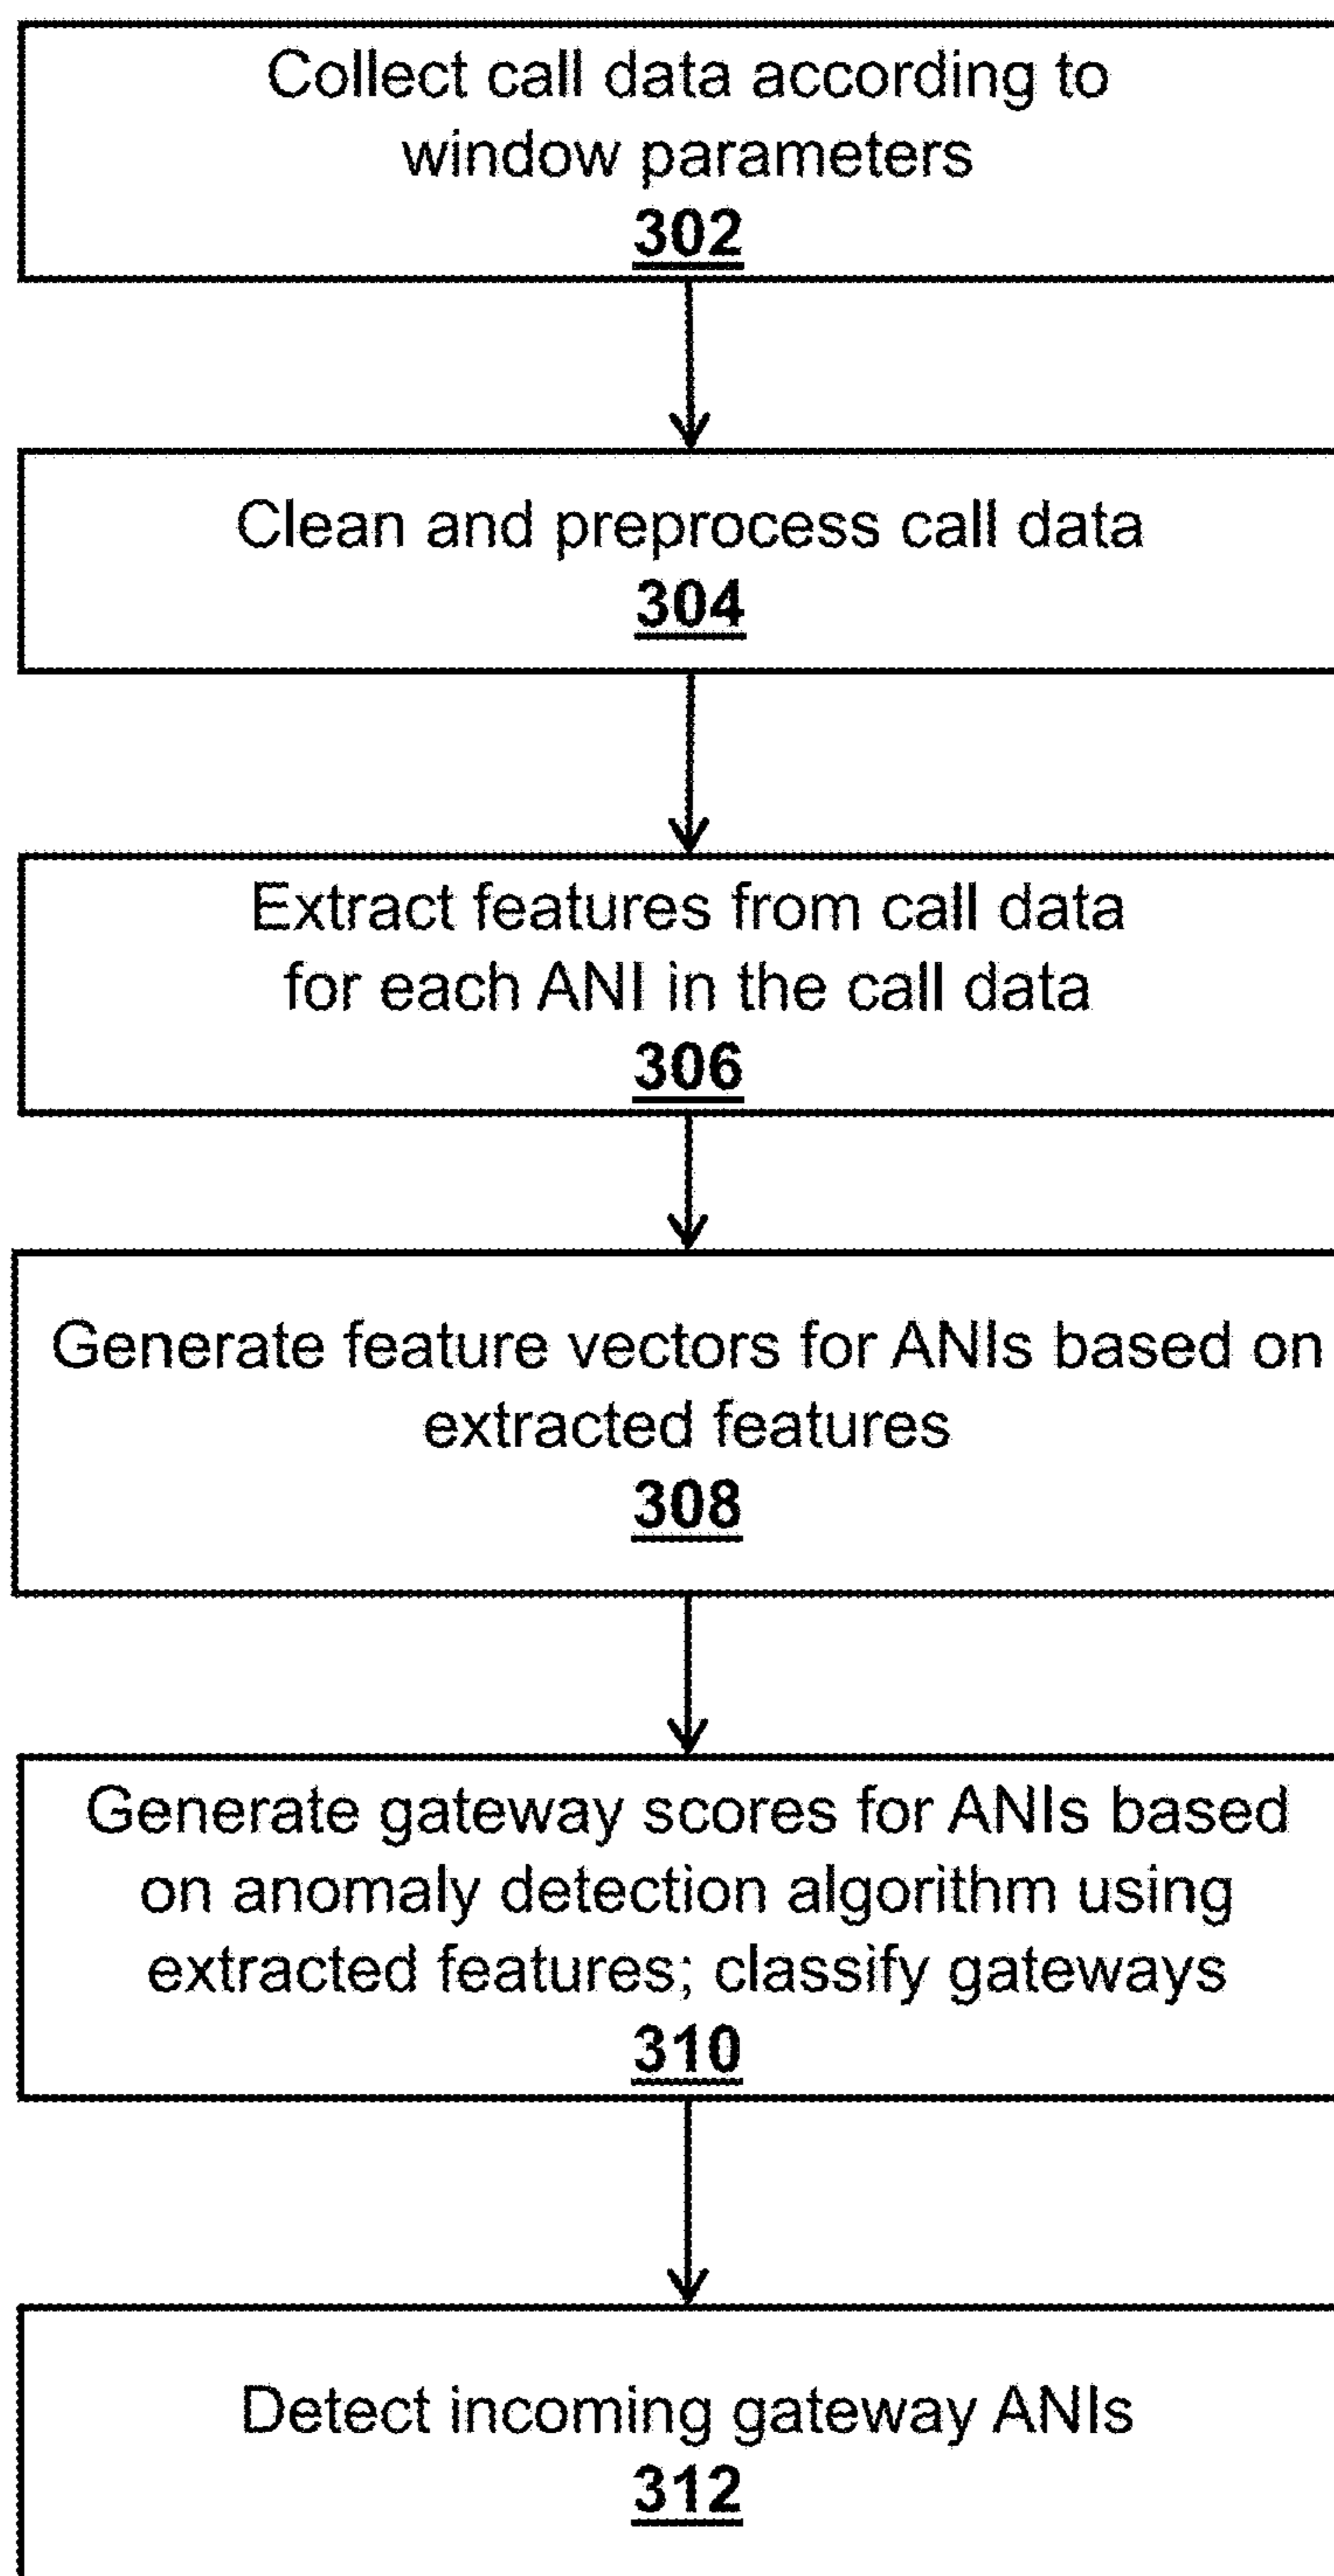 Collect call data according to
window parameters
302
Clean and preprocess call data
304
Extract features from call data
for each ANI in the call data
306
Generate feature vectors for ANIs based on
extracted features
308
Generate gateway scores for ANIs based
on anomaly detection algorithm using
extracted features; classify gateways
310
Detect incoming gateway ANIs
312